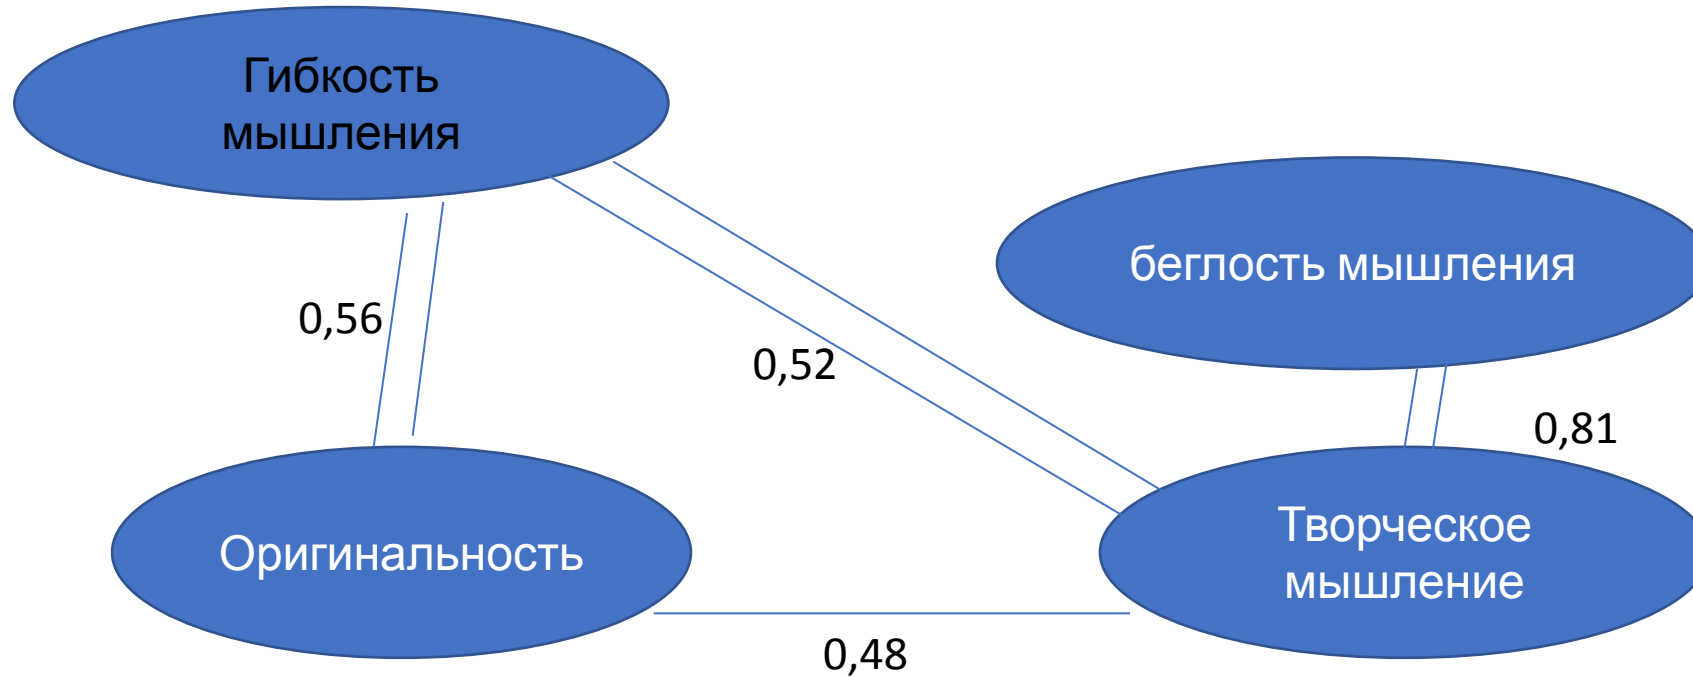 Гибкость
мышления
беглость мышления
0,56
0,52
0,81
Оригинальность
Творческое
мышление
0,48